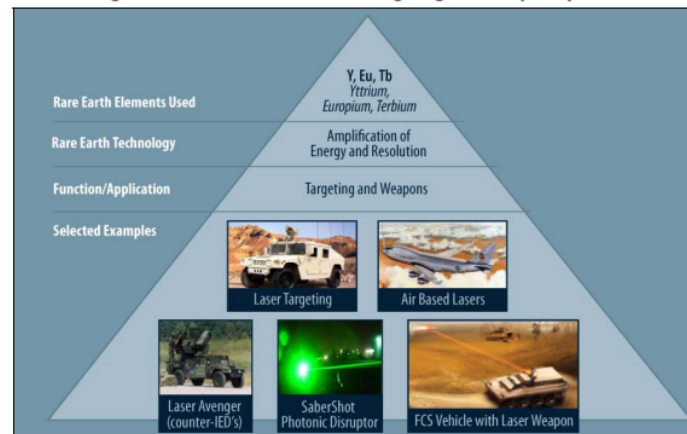 Y, Eu, Tb
Yttrium,
Europium, Terbium
Rare Earth Elements Used
Rare Earth Technology
Amplification of
Energy and Resolution
Function/Application
Targeting and Weapons
Selected Examples
Laser Targeting
Air Based Lasers
Laser Avenger
(counter-IED's)
SaberShot
Photonic Disruptor
FCS Vehicle with Laser Weapon